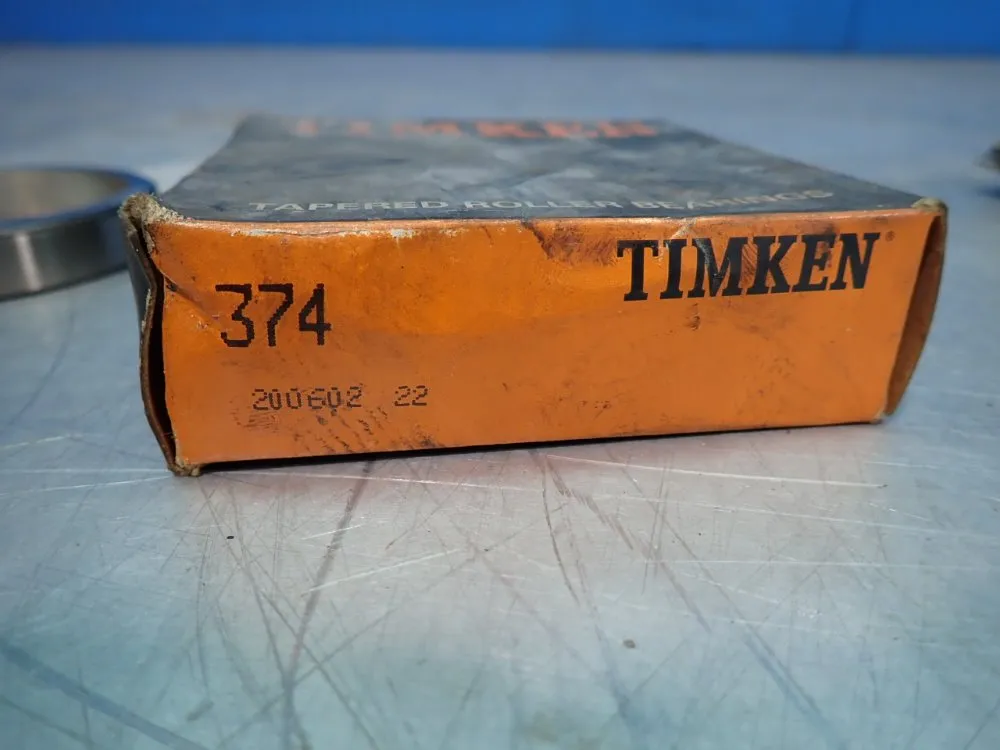 TIMKEN
TAPERED ROLLER BEARINGS
TIMKEN®
374
200602 22